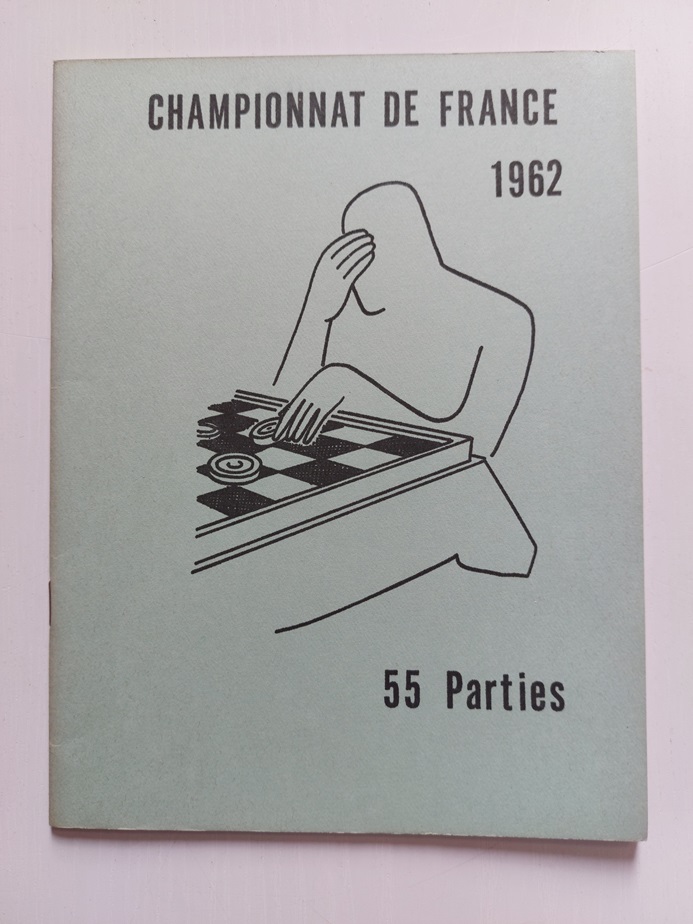 CHAMPIONNAT DE FRANCE
1962
55 Parties